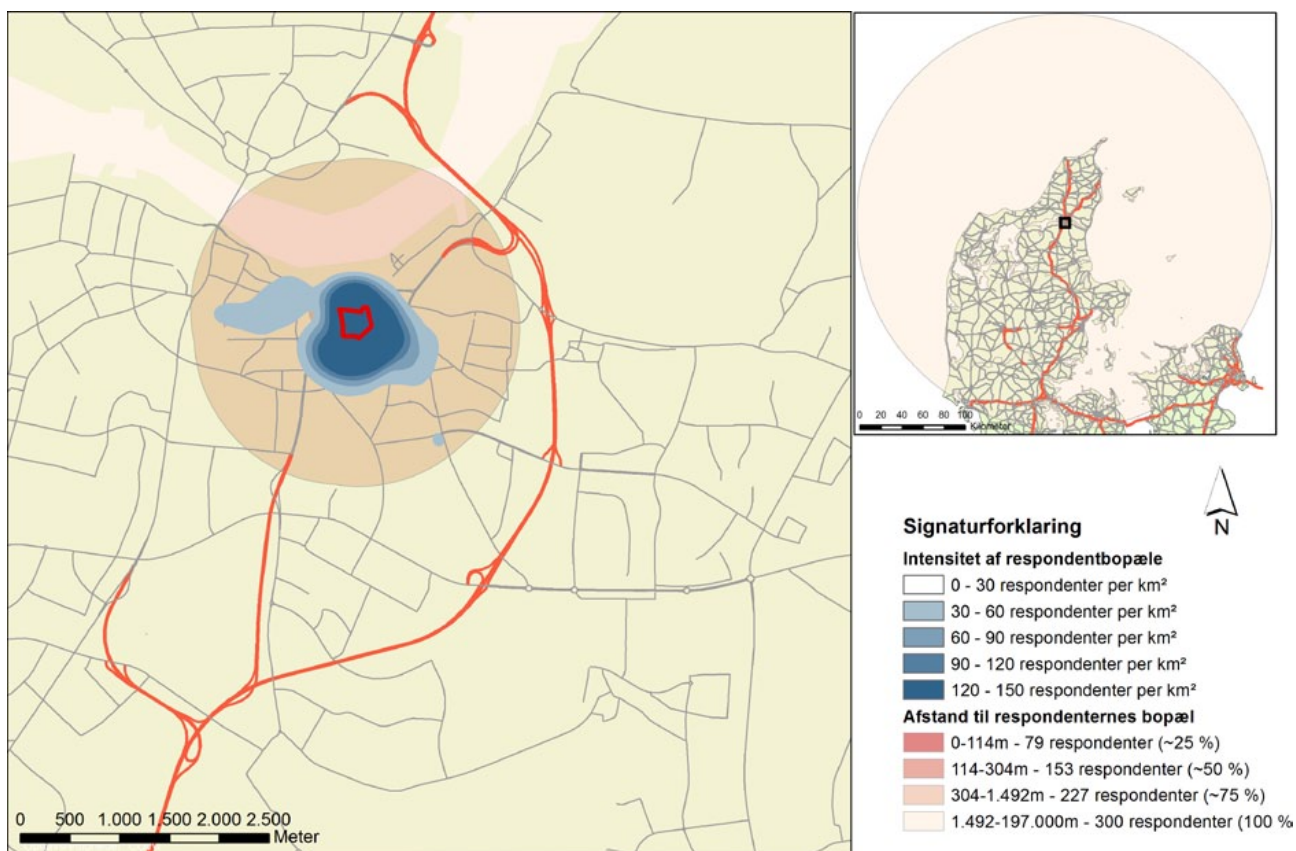 0 20 40 60 80 100
Kilometer
N
Signaturforklaring
Intensitet af respondentbopæle
0 - 30 respondenter per km²
30 - 60 respondenter per km²
60 - 90 respondenter per km²
90 - 120 respondenter per km²
120 - 150 respondenter per km²
Afstand til respondenternes bopæl
0-114m - 79 respondenter (~25 %)
114-304m - 153 respondenter (~50 %)
304-1.492m - 227 respondenter (~75 %)
1.492-197.000m - 300 respondenter (100 %
0 500 1.000 1.500 2.000 2.500
Meter